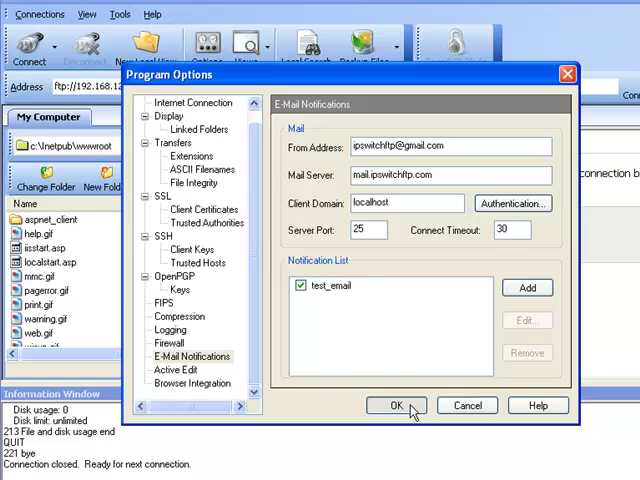 Connections View Tools Help
Connect Disconnect New Local View Options Views Local Search Backup Files
Address ftp://192.168.12
My Computer
c:\Inetpub\wwwroot
Change Folder New Fold
Name
aspnet_client
help.gif
iisstart.asp
localstart.asp
mmc.gif
pagerror.gif
print.gif
warning.gif
web.gif
Program Options
Internet Connection
Display
Linked Folders
Transfers
Extensions
ASCII Filenames
File Integrity
SSL
Client Certificates
Trusted Authorities
SSH
Client Keys
Trusted Hosts
OpenPGP
Keys
FIPS
Compression
Logging
Firewall
E-Mail Notifications
Active Edit
Browser Integration
E-Mail Notifications
Mail
From Address: ipswitchftp@gmail.com
Mail Server: mail.ipswitchftp.com
Client Domain: localhost Authentication...
Server Port: 25 Connect Timeout: 30
Notification List
test_email
Add
Edit...
Remove
OK Cancel Help
Conn
connection by
Information Window
Disk usage: 0
Disk limit: unlimited
213 File and disk usage end
QUIT
221 bye
Connection closed. Ready for next connection.